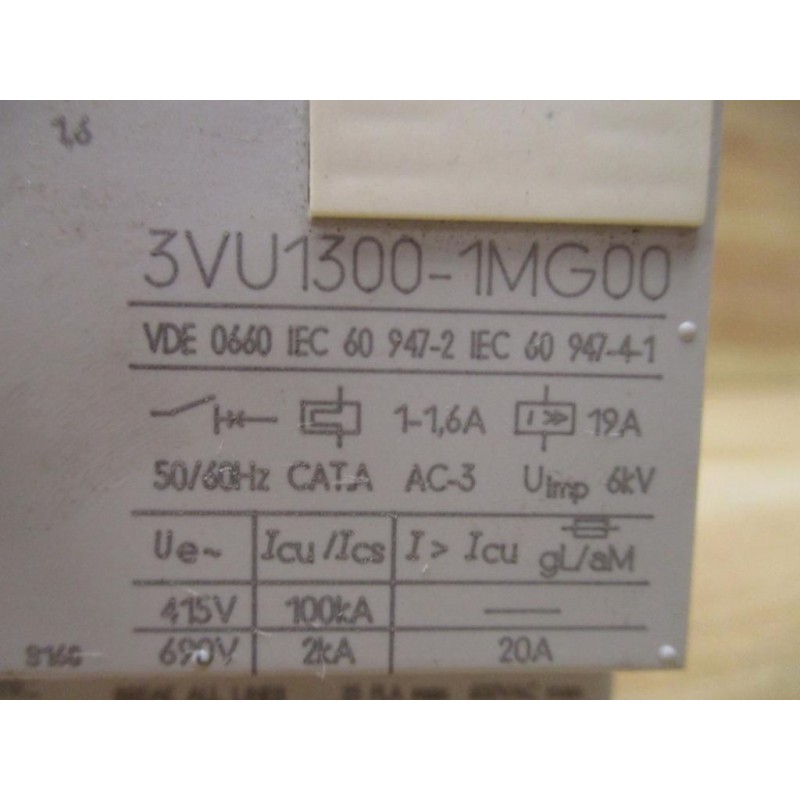 1,6
3VU1300-1MG00
VDE 0660 IEC 60 947-2 IEC 60 947-4-1
1-1,6A I>> 19A
50/60Hz CAT.A AC-3 Uimp 6kV
Ue~ Icu/Ics I> Icu gL/aM
415V 100kA —
690V 2kA 20A